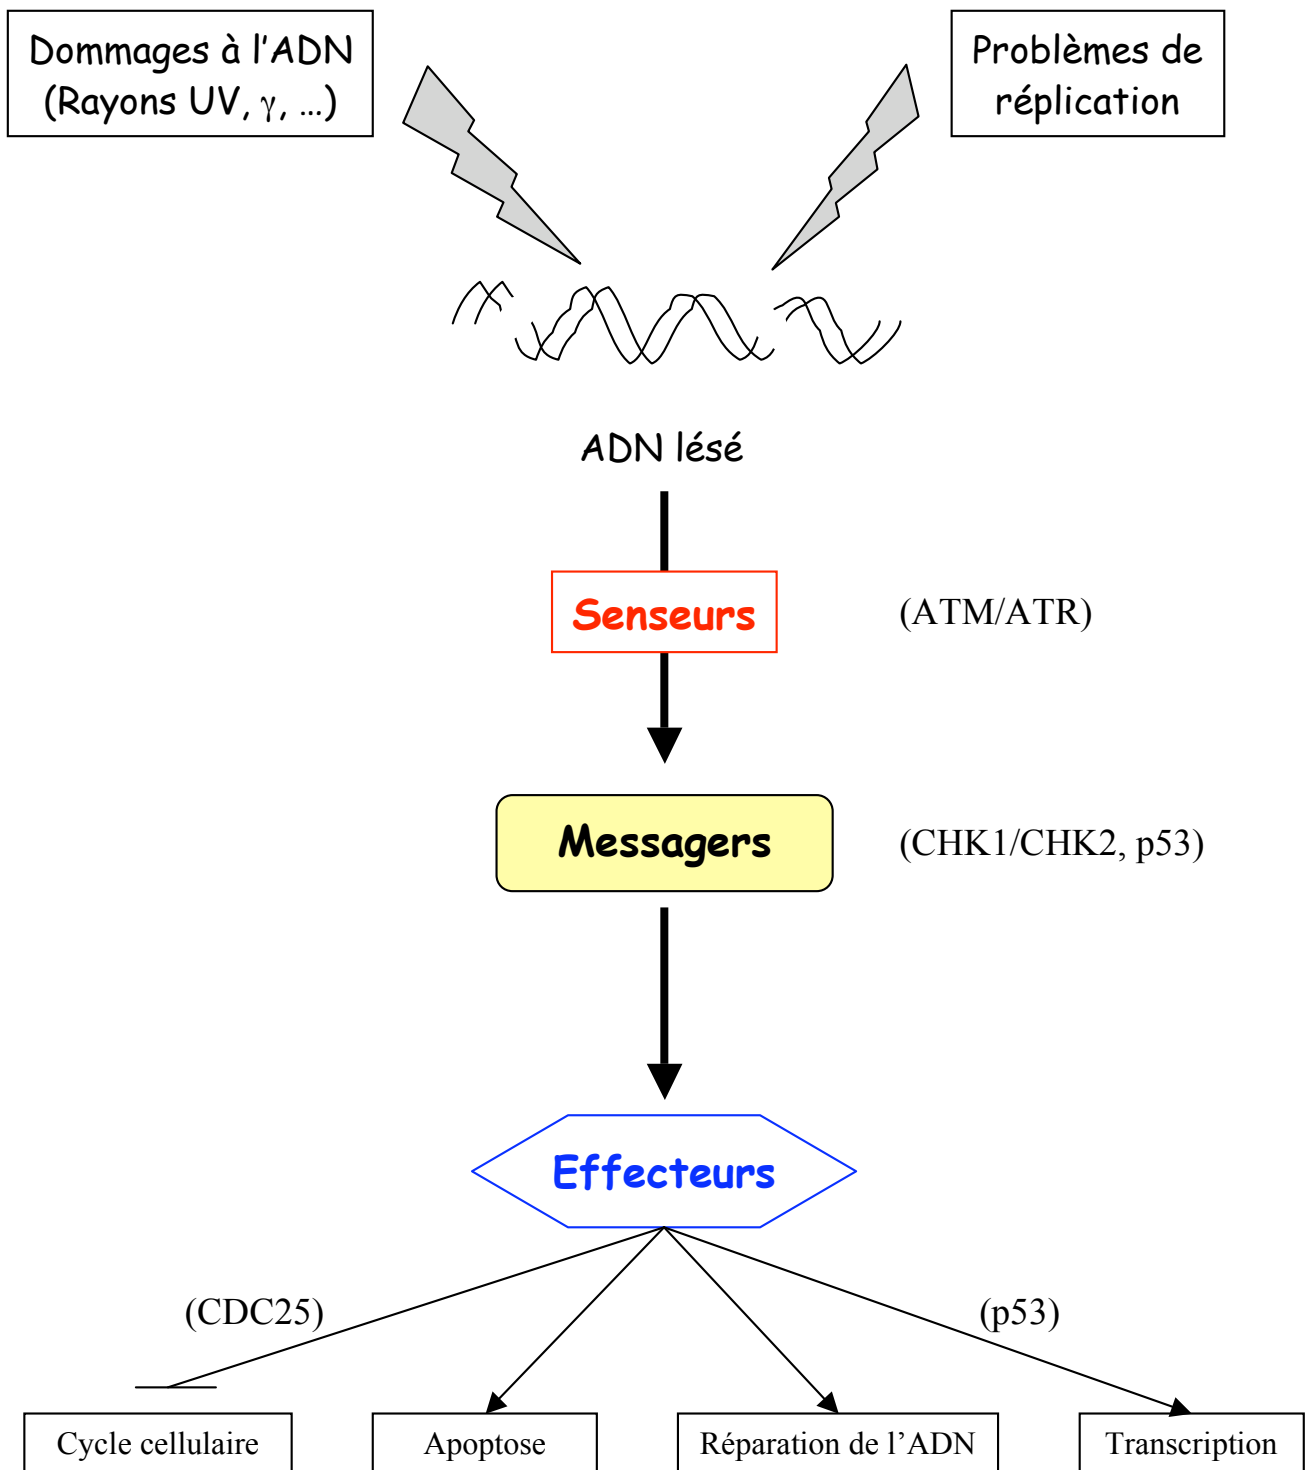 Dommages à l’ADN
(Rayons UV, γ, …)
Problèmes de
réplication
ADN lésé
Senseurs
(ATM/ATR)
Messagers
(CHK1/CHK2, p53)
Effecteurs
(CDC25)
(p53)
Cycle cellulaire
Apoptose
Réparation de l’ADN
Transcription